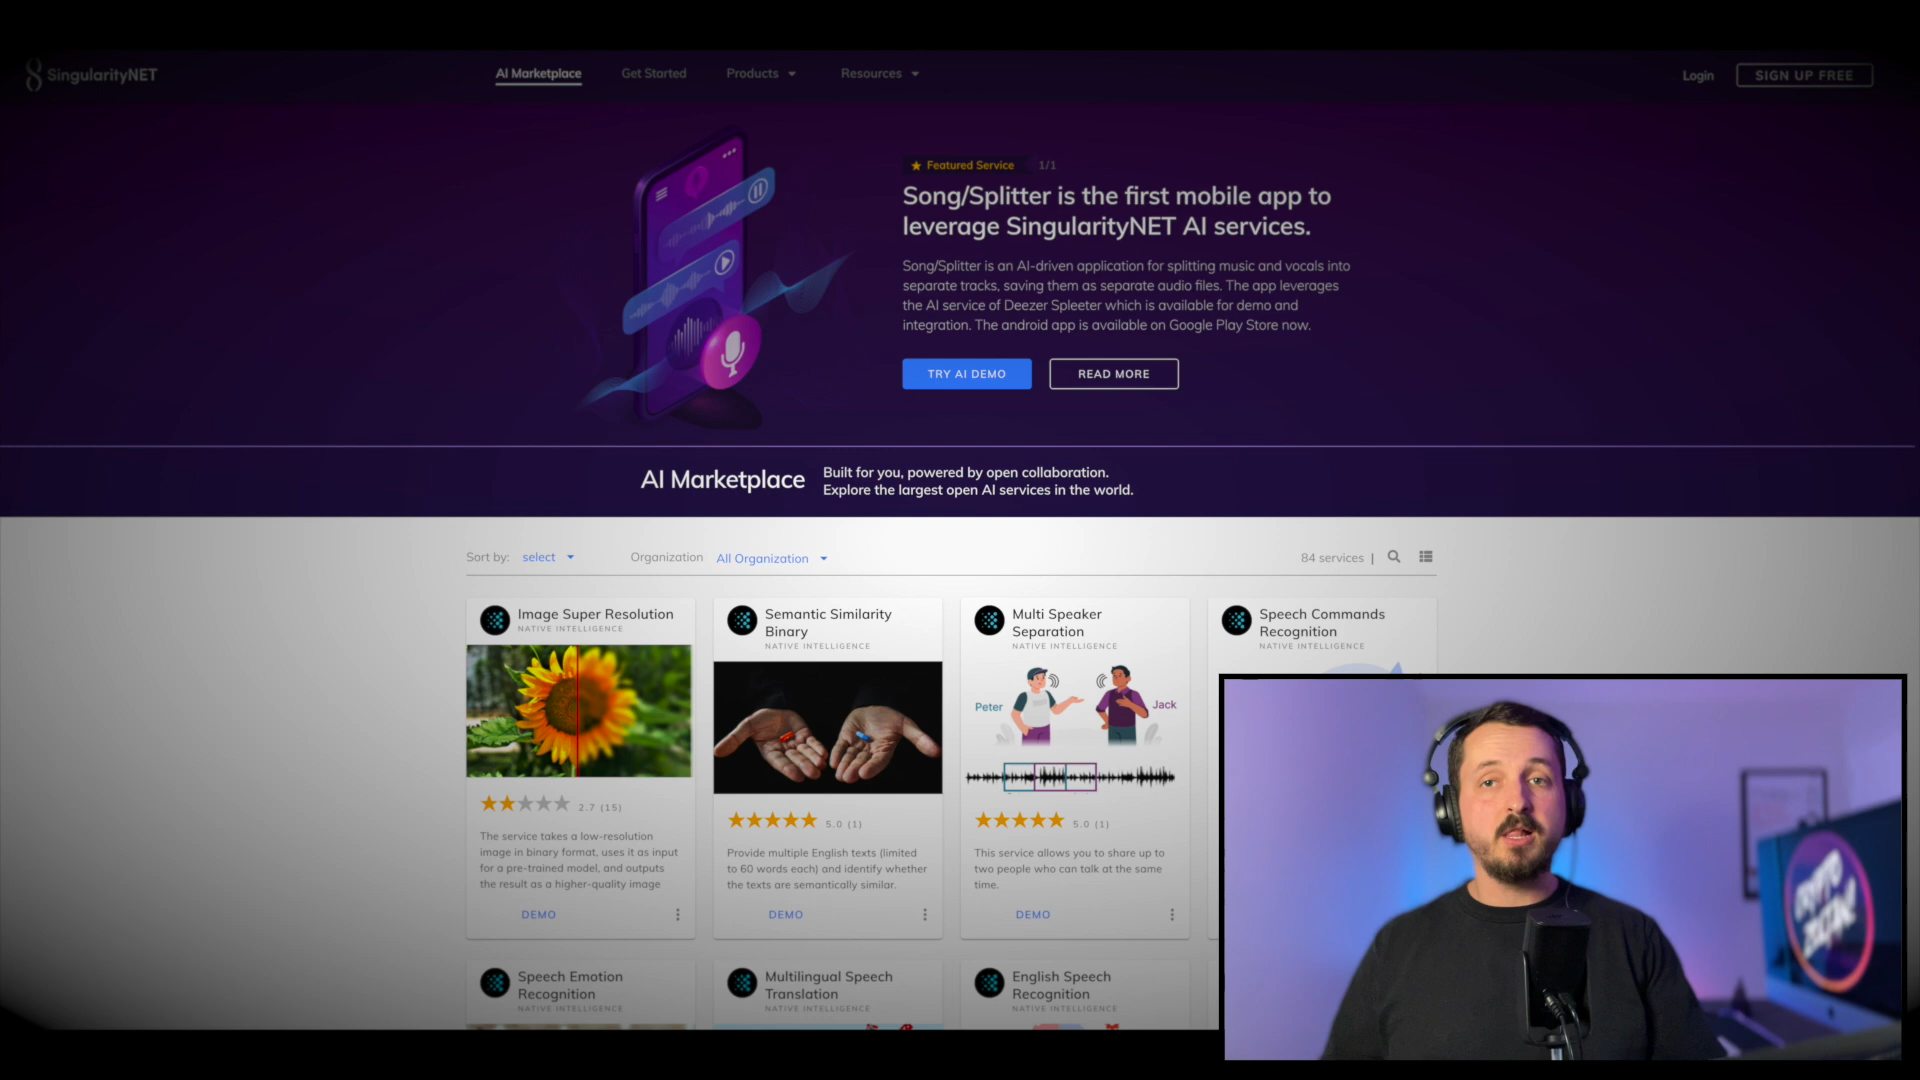 SingularityNET
AI Marketplace
Get Started
Products
Resources
Login
SIGN UP FREE
Featured Service
1/1
Song/Splitter is the first mobile app to
leverage SingularityNET AI services.
Song/Splitter is an AI-driven application for splitting music and vocals into
separate tracks, saving them as separate audio files. The app leverages
the AI service of Deezer Spleeter which is available for demo and
integration. The android app is available on Google Play Store now.
TRY AI DEMO
READ MORE
AI Marketplace
Built for you, powered by open collaboration.
Explore the largest open AI services in the world.
Sort by:
select
Organization
All Organization
84 services |
Image Super Resolution
NATIVE INTELLIGENCE
2.7 (15)
The service takes a low-resolution
image in binary format, uses it as input
for a pre-trained model, and outputs
the result as a higher-quality image
DEMO
Semantic Similarity
Binary
NATIVE INTELLIGENCE
5.0 (1)
Provide multiple English texts (limited
to 60 words each) and identify whether
the texts are semantically similar.
DEMO
Multi Speaker
Separation
NATIVE INTELLIGENCE
Peter
Jack
5.0 (1)
This service allows you to share up to
two people who can talk at the same
time.
DEMO
Speech Commands
Recognition
NATIVE INTELLIGENCE
Speech Emotion
Recognition
NATIVE INTELLIGENCE
Multilingual Speech
Translation
NATIVE INTELLIGENCE
English Speech
Recognition
NATIVE INTELLIGENCE
CRYPTO